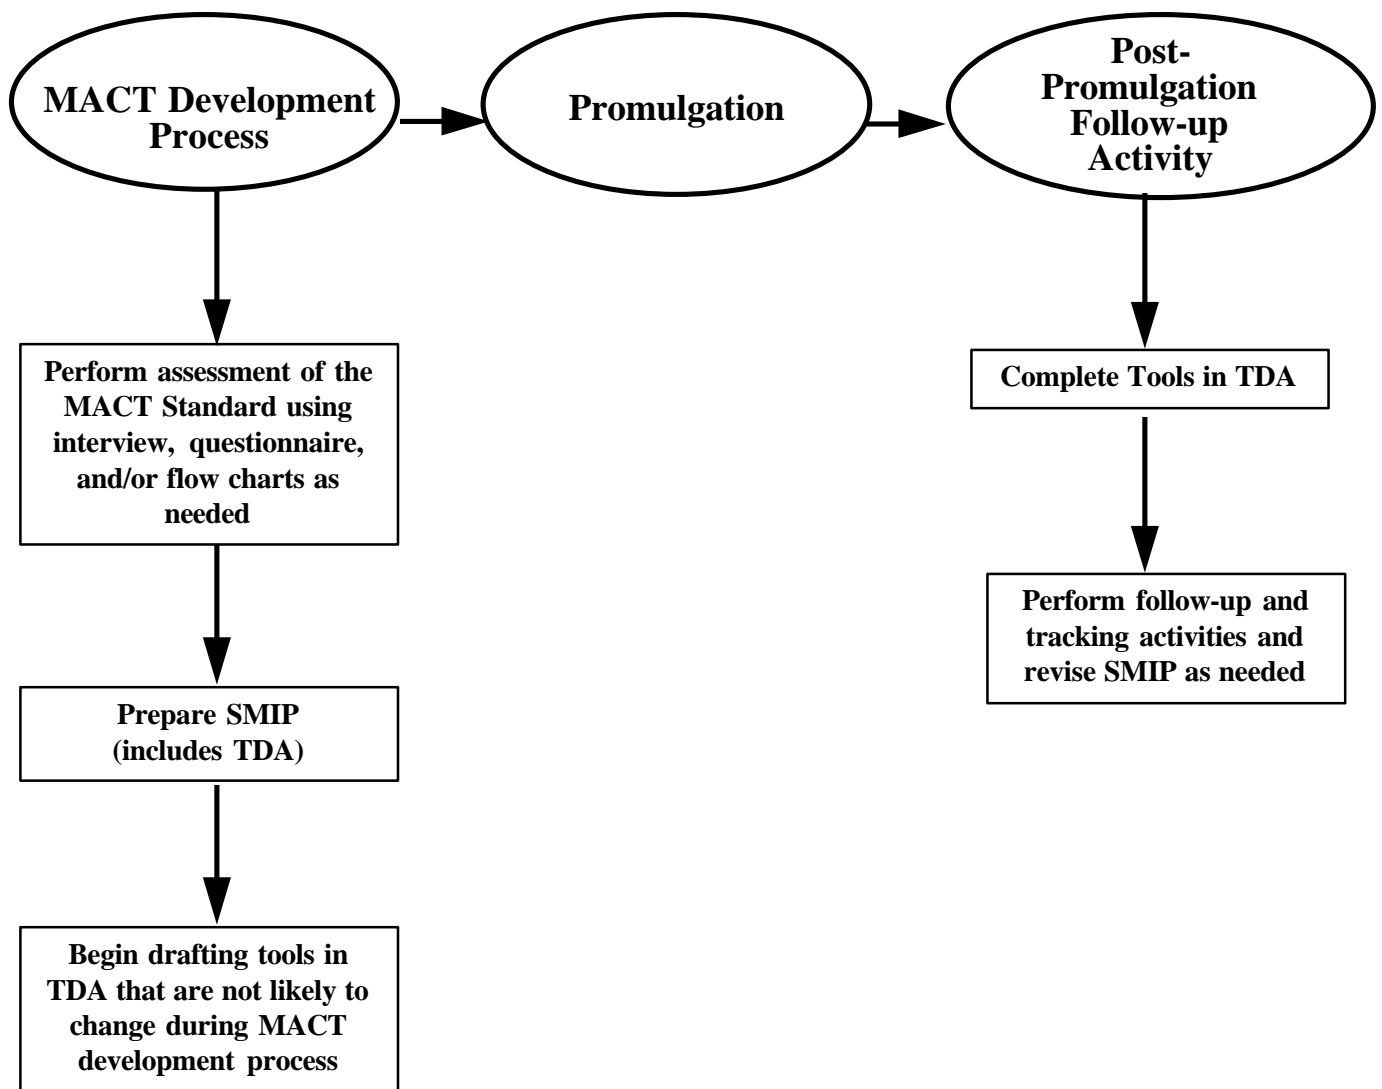 MACT Development
Process
Promulgation
Post-
Promulgation
Follow-up
Activity
Perform assessment of the
MACT Standard using
interview, questionnaire,
and/or flow charts as
needed
Prepare SMIP
(includes TDA)
Begin drafting tools in
TDA that are not likely to
change during MACT
development process
Complete Tools in TDA
Perform follow-up and
tracking activities and
revise SMIP as needed